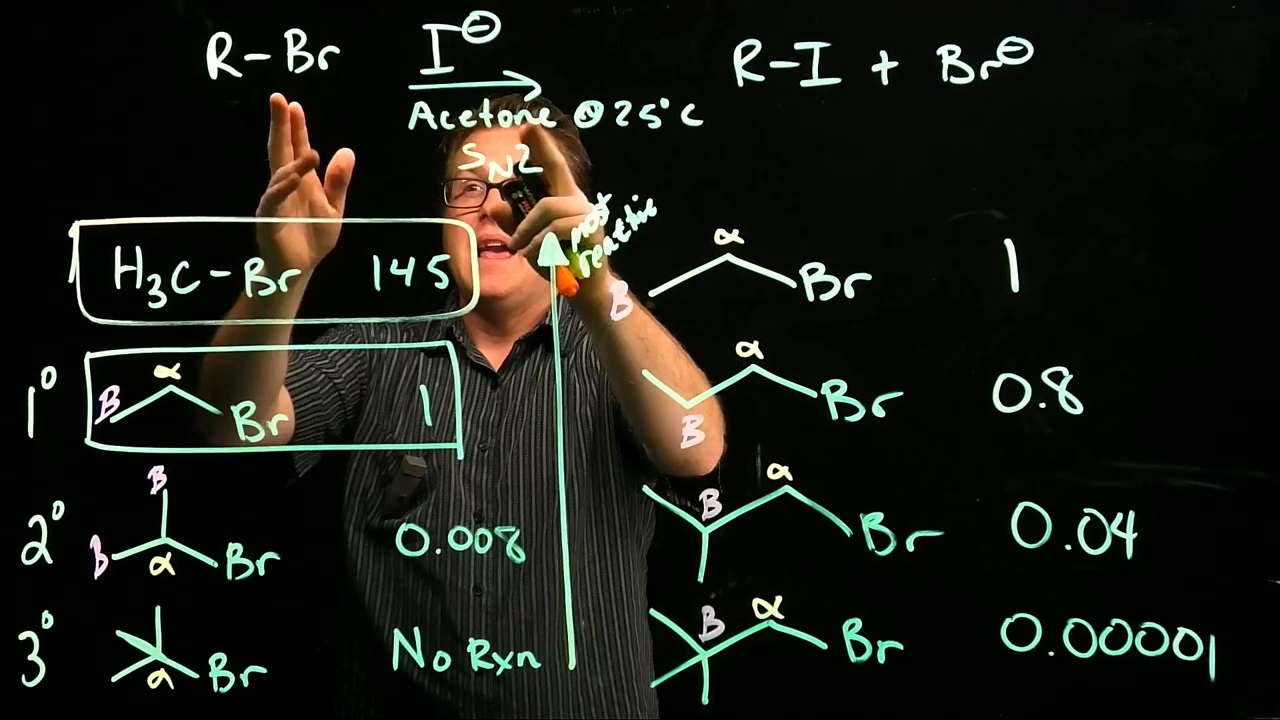 R-Br I⊖ R-I + Br⊖
Acetone @ 25°C
SN2
most
reactive
H3C-Br 145
α
B Br 1
1° α
B Br 1
α
B Br 0.8
2° B
B α Br 0.008
α
B Br 0.04
3° α Br No Rxn
α
B Br 0.00001